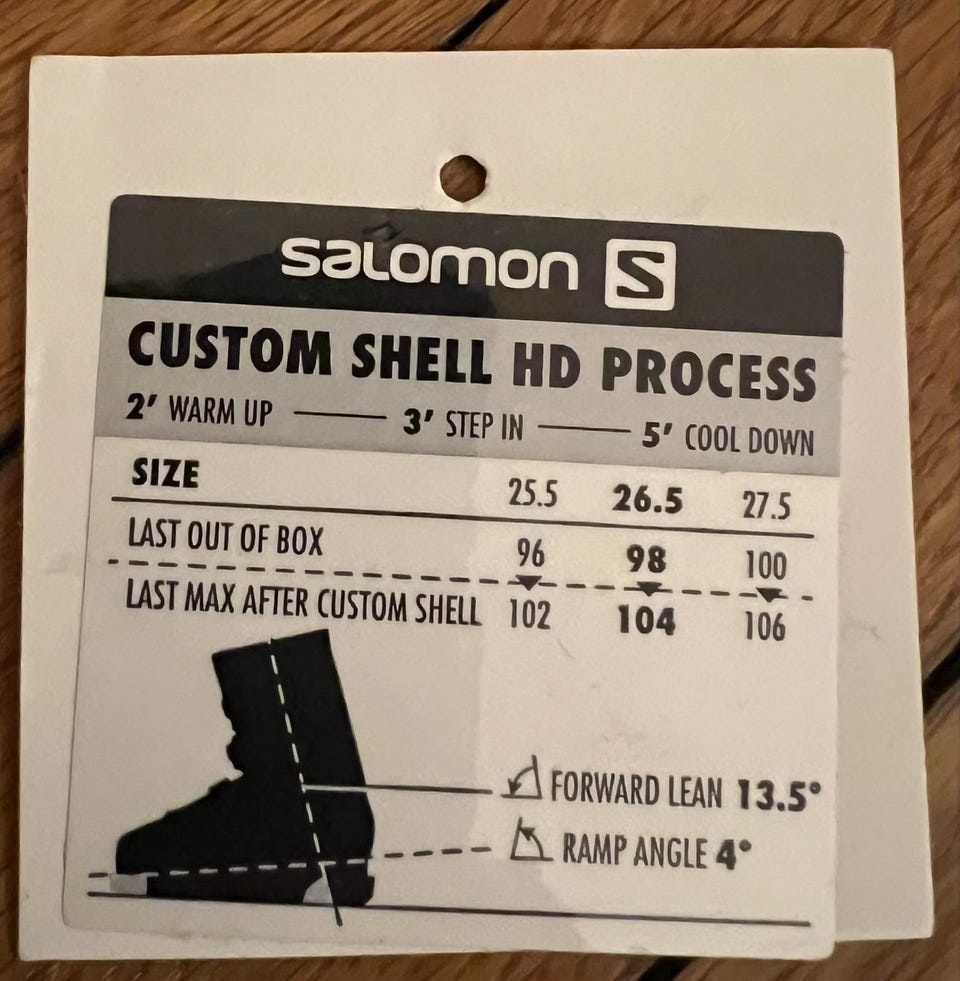 SALOMON S
CUSTOM SHELL HD PROCESS
2' WARM UP 3' STEP IN 5' COOL DOWN
SIZE 25.5 26.5 27.5
LAST OUT OF BOX 96 98 100
LAST MAX AFTER CUSTOM SHELL 102 104 106
FORWARD LEAN 13.5°
RAMP ANGLE 4°